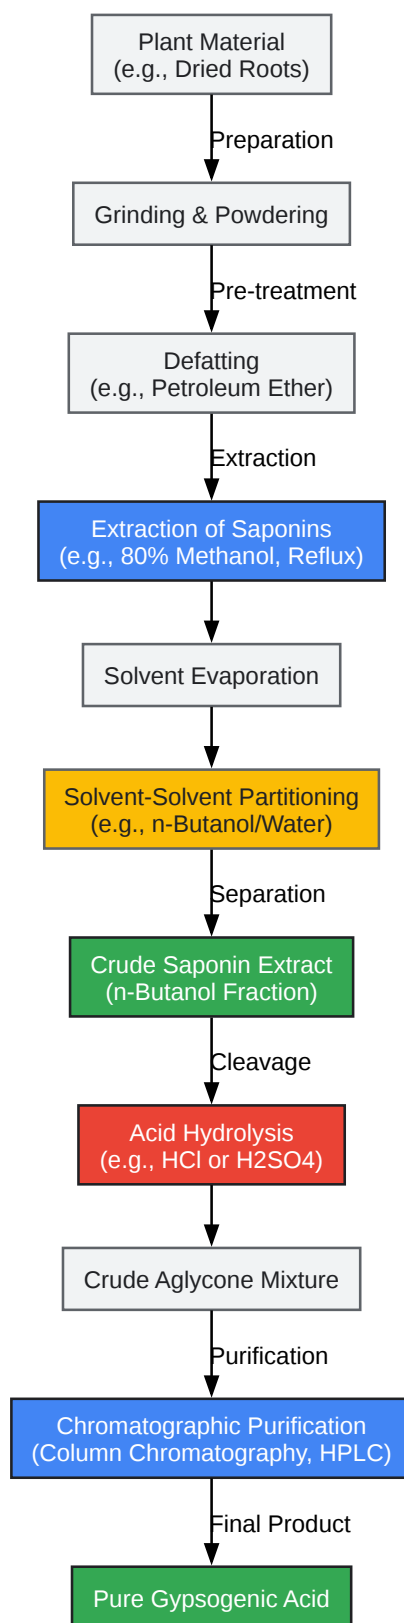 Plant Material
(e.g., Dried Roots)
Preparation
Grinding & Powdering
Pre-treatment
Defatting
(e.g., Petroleum Ether)
Extraction
Extraction of Saponins
(e.g., 80% Methanol, Reflux)
Solvent Evaporation
Solvent-Solvent Partitioning
(e.g., n-Butanol/Water)
Separation
Crude Saponin Extract
(n-Butanol Fraction)
Cleavage
Acid Hydrolysis
(e.g., HCl or H2SO4)
Crude Aglycone Mixture
Purification
Chromatographic Purification
(Column Chromatography, HPLC)
Final Product
Pure Gypsogenic Acid